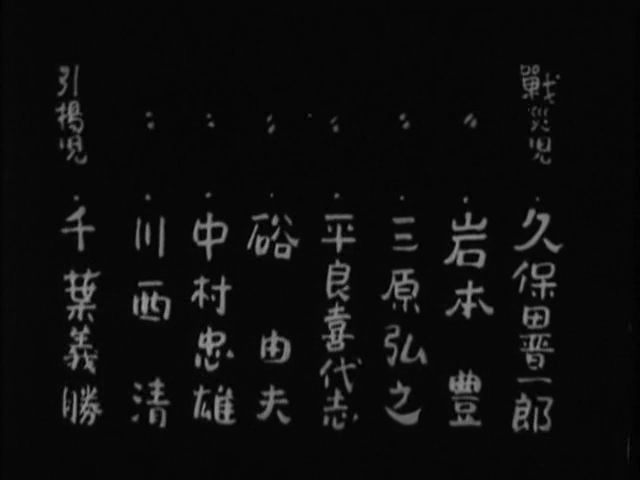 戰災児・久保田晋一郎
〃・岩本豊
〃・三原弘之
〃・平良喜代志
〃・硲由夫
〃・中村忠雄
〃・川西清
引揚児・千葉義勝